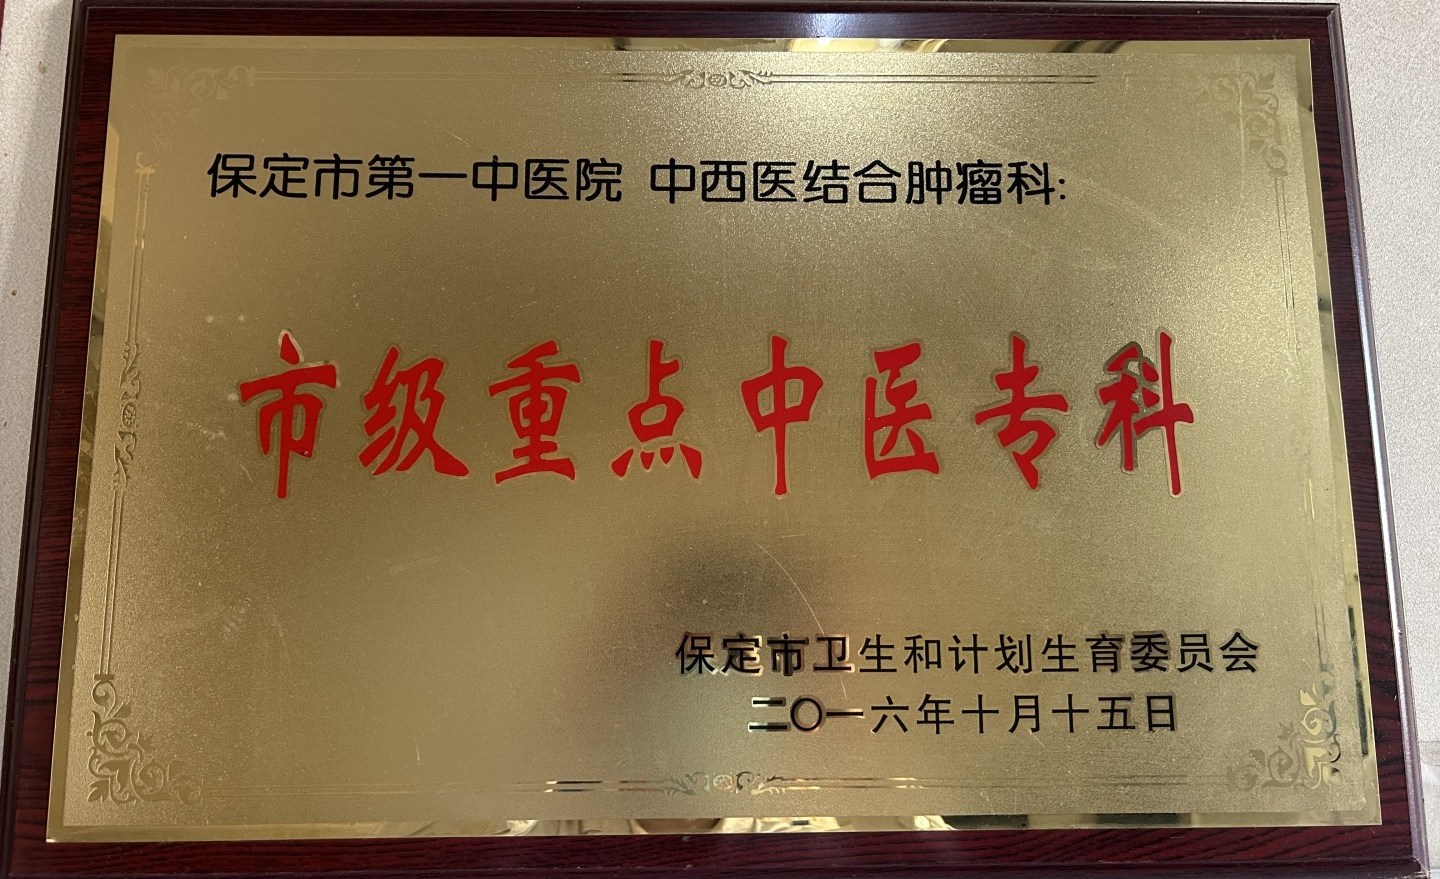 保定市第一中医院 中西医结合肿瘤科:
市级重点中医专科
保定市卫生和计划生育委员会
二〇一六年十月十五日